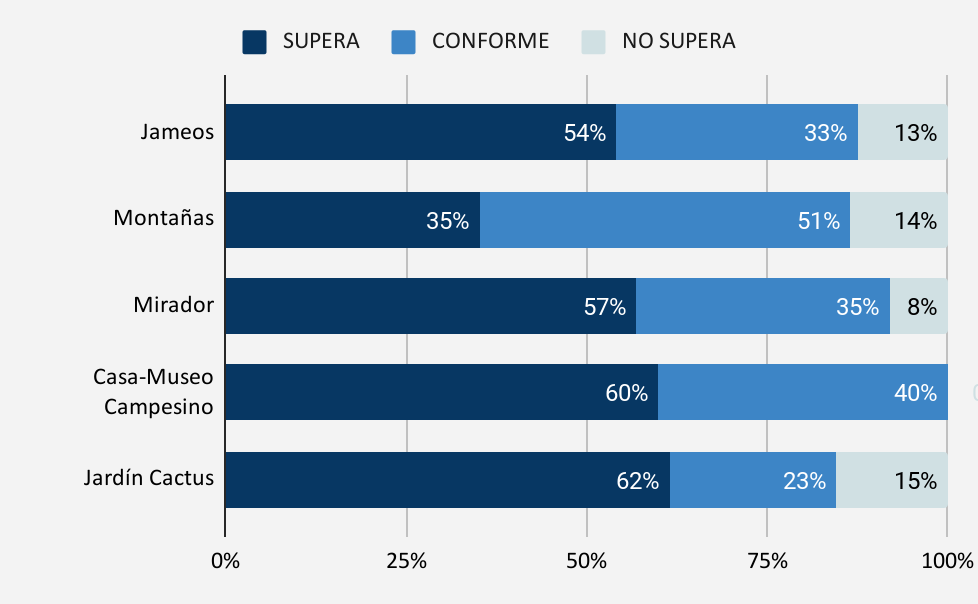 SUPERA CONFORME NO SUPERA
Jameos 54% 33% 13%
Montañas 35% 51% 14%
Mirador 57% 35% 8%
Casa-Museo
Campesino 60% 40%
Jardín Cactus 62% 23% 15%
0% 25% 50% 75% 100%